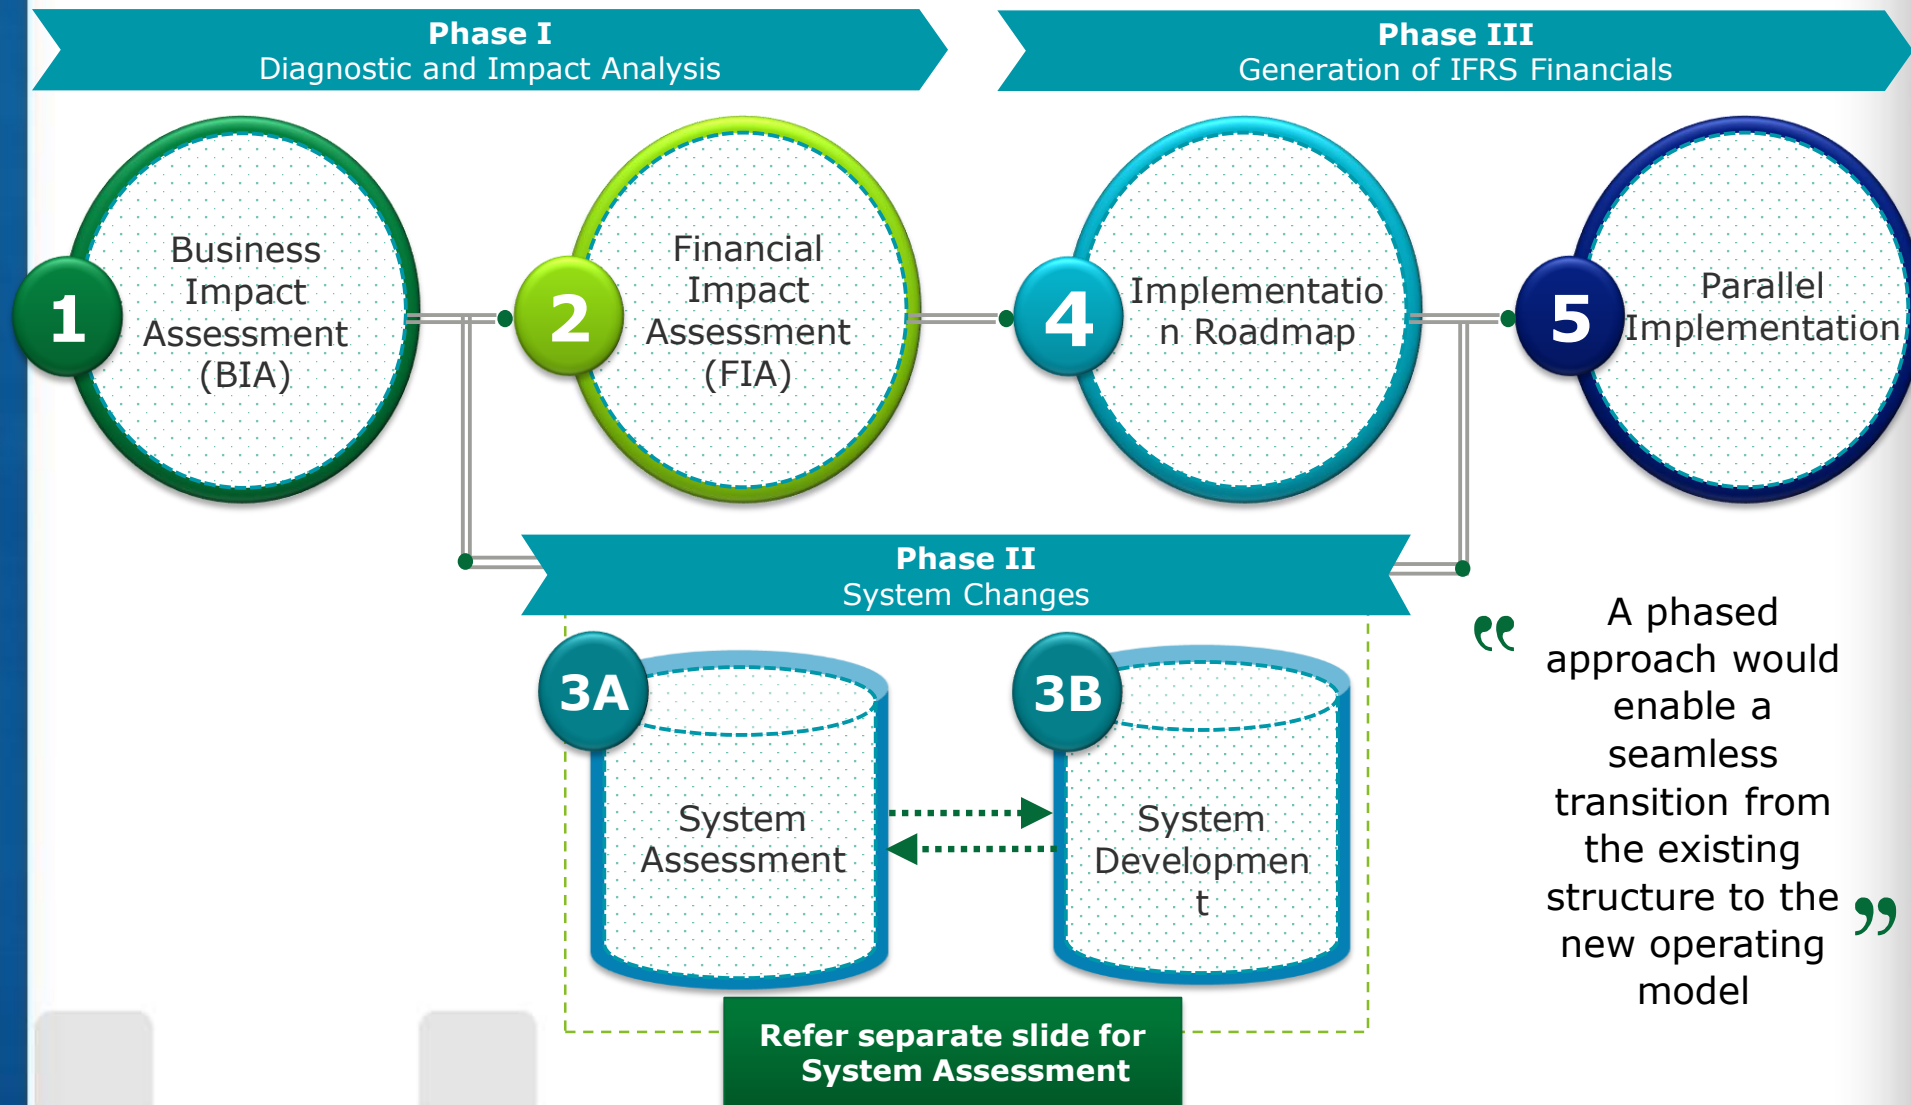 Phase I
Diagnostic and Impact Analysis
Phase III
Generation of IFRS Financials
1
Business
Impact
Assessment
(BIA)
2
Financial
Impact
Assessment
(FIA)
4
Implementatio
n Roadmap
5
Parallel
Implementation
Phase II
System Changes
3A
System
Assessment
3B
System
Developmen
t
Refer separate slide for
System Assessment
“
A phased
approach would
enable a
seamless
transition from
the existing
structure to the
new operating
model
”